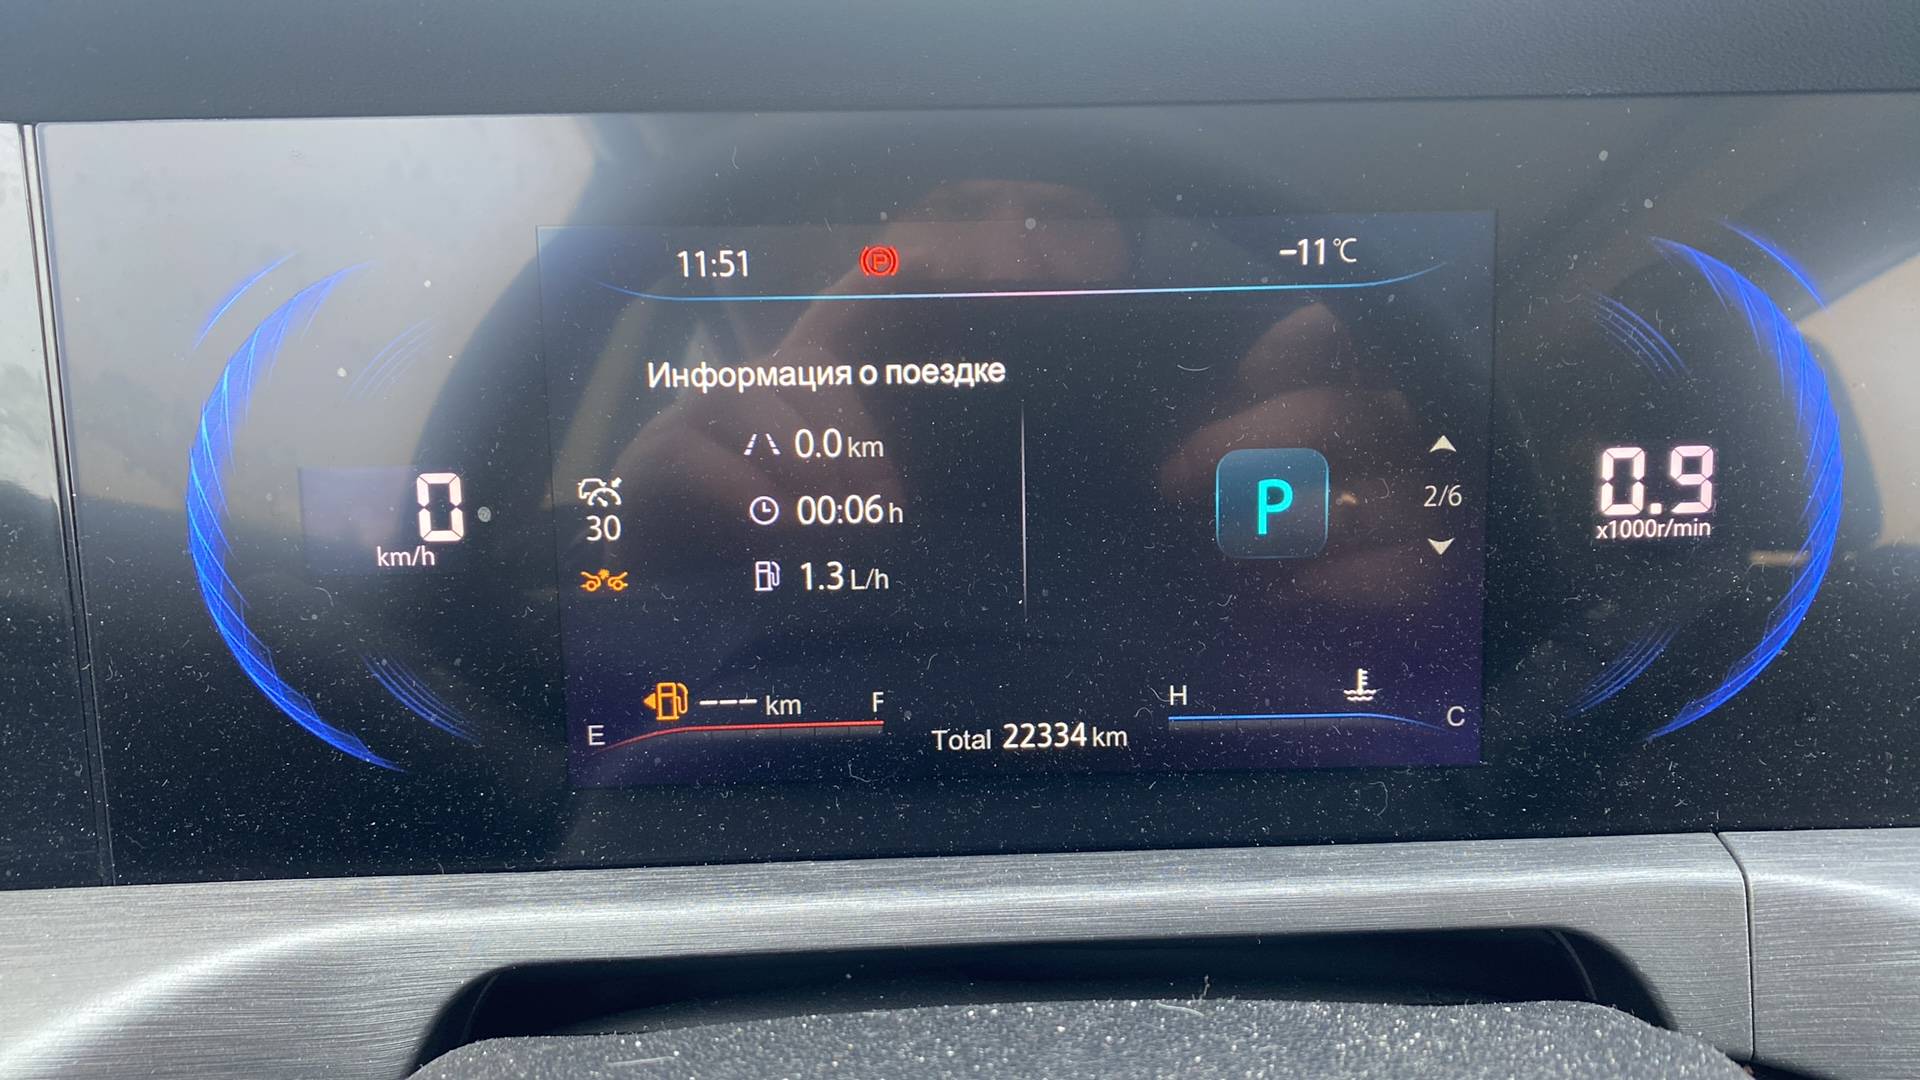 11:51
-11°C
Информация о поездке
0.0 km
00:06 h
1.3 L/h
30
0
km/h
P
2/6
0.9
x1000r/min
--- km
E
F
Total 22334 km
H
C